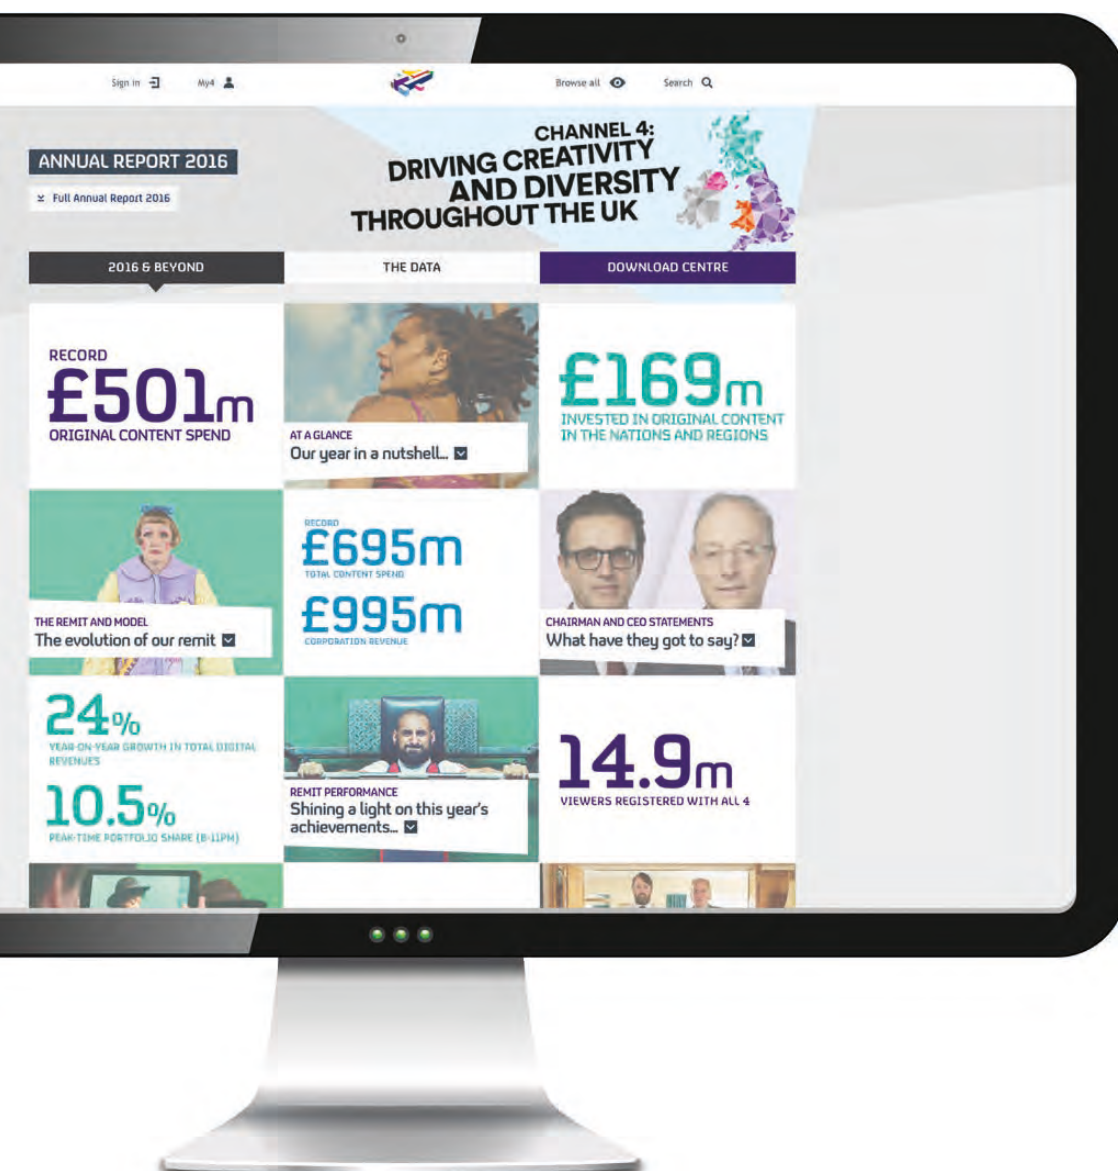 Sign in
My4
Browse all
Search
ANNUAL REPORT 2016
Full Annual Report 2016
CHANNEL 4:
DRIVING CREATIVITY
AND DIVERSITY
THROUGHOUT THE UK
2016 & BEYOND
THE DATA
DOWNLOAD CENTRE
RECORD
£501m
ORIGINAL CONTENT SPEND
AT A GLANCE
Our year in a nutshell...
£169m
INVESTED IN ORIGINAL CONTENT
IN THE NATIONS AND REGIONS
THE REMIT AND MODEL
The evolution of our remit
RECORD
£695m
TOTAL CONTENT SPEND
£995m
CORPORATION REVENUE
CHAIRMAN AND CEO STATEMENTS
What have they got to say?
24%
YEAR-ON-YEAR GROWTH IN TOTAL DIGITAL
REVENUES
10.5%
PEAK-TIME PORTFOLIO SHARE (8-11PM)
REMIT PERFORMANCE
Shining a light on this year's
achievements...
14.9m
VIEWERS REGISTERED WITH ALL 4